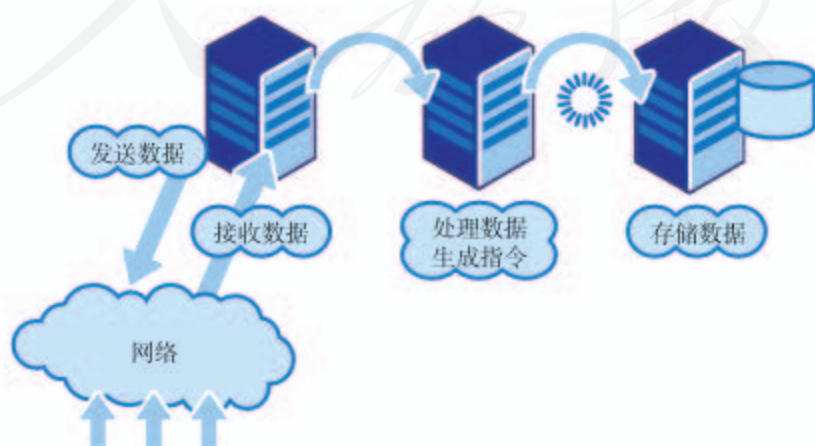 发送数据
接收数据
处理数据
生成指令
存储数据
网络